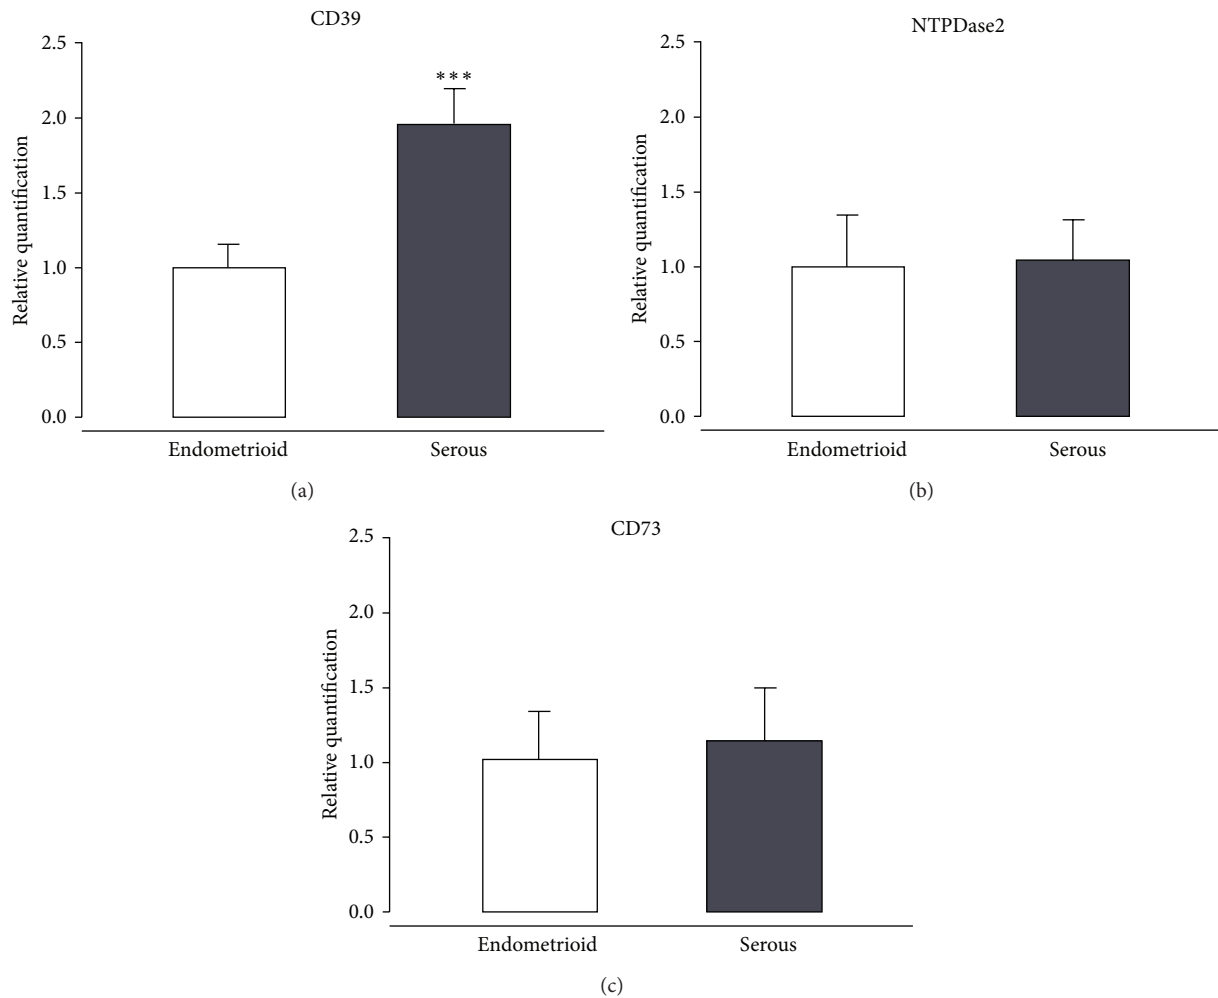 CD39
2.5
2.0
1.5
1.0
0.5
0.0
Relative quantification
***
Endometrioid
Serous
(a)
NTPDase2
2.5
2.0
1.5
1.0
0.5
0.0
Relative quantification
Endometrioid
Serous
(b)
CD73
2.5
2.0
1.5
1.0
0.5
0.0
Relative quantification
Endometrioid
Serous
(c)